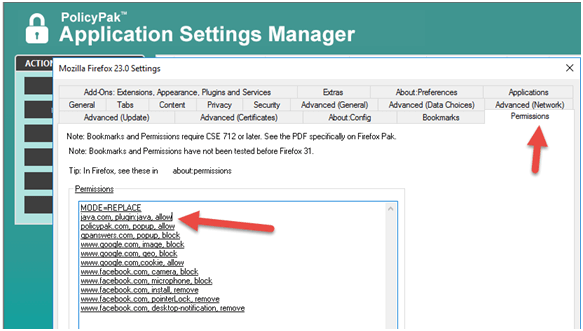 PolicyPak™
Application Settings Manager
ACTION
Mozilla Firefox 23.0 Settings
Add-Ons: Extensions, Appearance, Plugins and Services
Extras
About:Preferences
Applications
General
Tabs
Content
Privacy
Security
Advanced (General)
Advanced (Data Choices)
Advanced (Network)
Advanced (Update)
Advanced (Certificates)
About:Config
Bookmarks
Permissions
Note: Bookmarks and Permissions require CSE 712 or later. See the PDF specifically on Firefox Pak.
Note: Bookmarks and Permissions have not been tested before Firefox 31.
Tip: In Firefox, see these in about:permissions
Permissions
MODE=REPLACE
java.com, plugin:java, allow
policypak.com, popup, allow
gpanswers.com, popup, block
www.google.com, image, block
www.google.com, geo, block
www.google.com,cookie, allow
www.facebook.com, camera, block
www.facebook.com, microphone, block
www.facebook.com, install, remove
www.facebook.com, pointerLock, remove
www.facebook.com, desktop-notification, remove